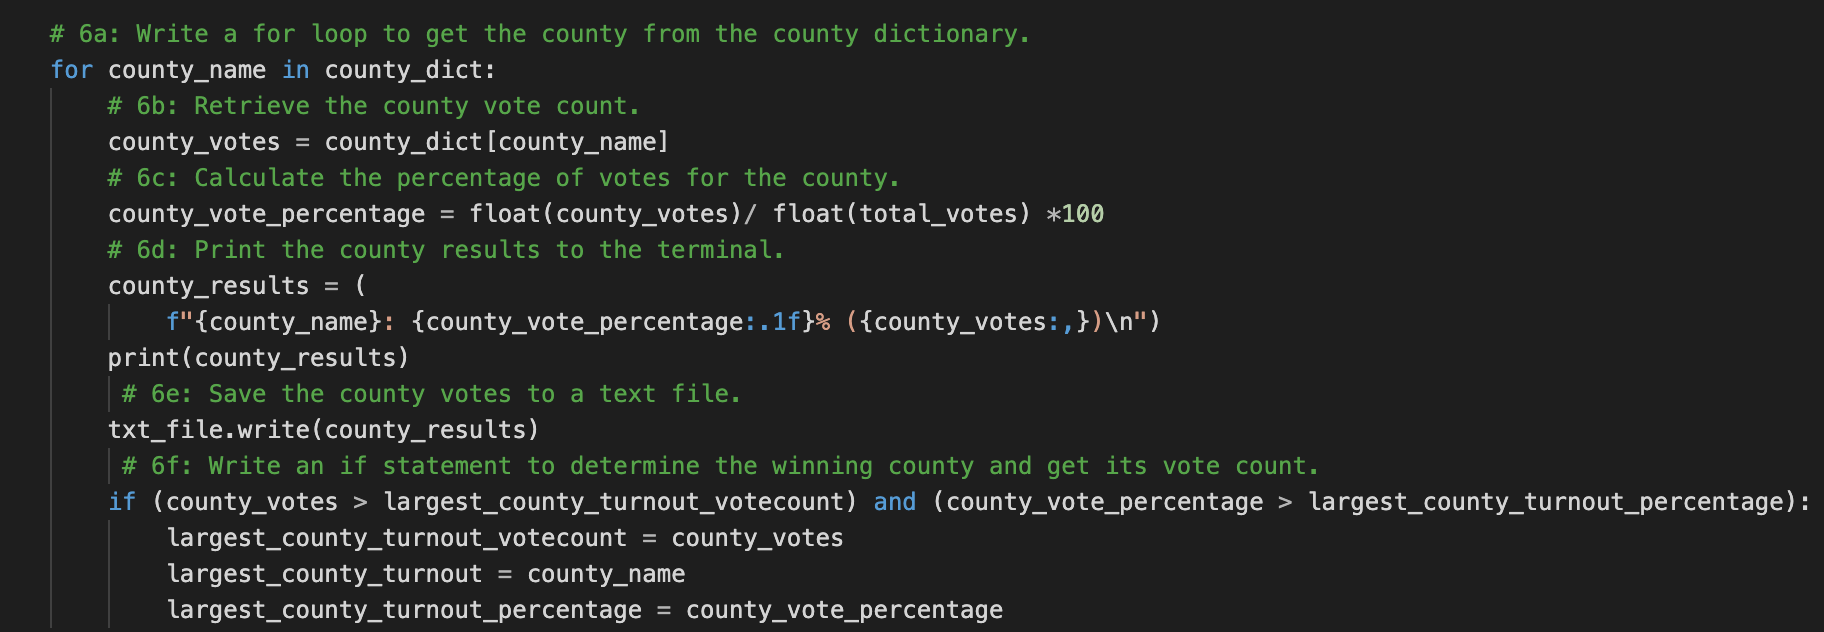 # 6a: Write a for loop to get the county from the county dictionary.
for county_name in county_dict:
# 6b: Retrieve the county vote count.
county_votes = county_dict[county_name]
# 6c: Calculate the percentage of votes for the county.
county_vote_percentage = float(county_votes)/ float(total_votes) *100
# 6d: Print the county results to the terminal.
county_results = (
f"{county_name}: {county_vote_percentage:.1f}% ({county_votes:,})\n")
print(county_results)
# 6e: Save the county votes to a text file.
txt_file.write(county_results)
# 6f: Write an if statement to determine the winning county and get its vote count.
if (county_votes > largest_county_turnout_votecount) and (county_vote_percentage > largest_county_turnout_percentage):
largest_county_turnout_votecount = county_votes
largest_county_turnout = county_name
largest_county_turnout_percentage = county_vote_percentage